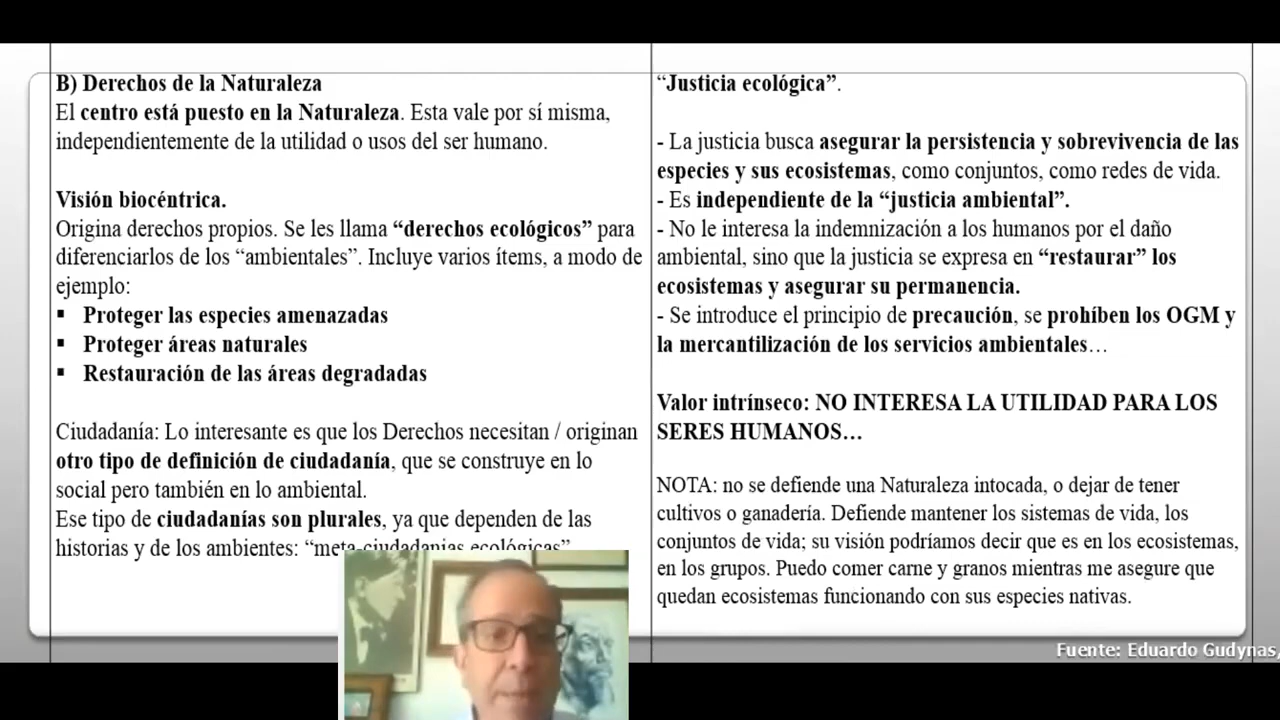 B) Derechos de la Naturaleza
El centro está puesto en la Naturaleza. Esta vale por sí misma,
independientemente de la utilidad o usos del ser humano.
Visión biocéntrica.
Origina derechos propios. Se les llama “derechos ecológicos” para
diferenciarlos de los “ambientales”. Incluye varios ítems, a modo de
ejemplo:
▪ Proteger las especies amenazadas
▪ Proteger áreas naturales
▪ Restauración de las áreas degradadas
Ciudadanía: Lo interesante es que los Derechos necesitan / originan
otro tipo de definición de ciudadanía, que se construye en lo
social pero también en lo ambiental.
Ese tipo de ciudadanías son plurales, ya que dependen de las
historias y de los ambientes: “meta-ciudadanías ecológicas”
“Justicia ecológica”.
- La justicia busca asegurar la persistencia y sobrevivencia de las
especies y sus ecosistemas, como conjuntos, como redes de vida.
- Es independiente de la “justicia ambiental”.
- No le interesa la indemnización a los humanos por el daño
ambiental, sino que la justicia se expresa en “restaurar” los
ecosistemas y asegurar su permanencia.
- Se introduce el principio de precaución, se prohíben los OGM y
la mercantilización de los servicios ambientales…
Valor intrínseco: NO INTERESA LA UTILIDAD PARA LOS
SERES HUMANOS…
NOTA: no se defiende una Naturaleza intocada, o dejar de tener
cultivos o ganadería. Defiende mantener los sistemas de vida, los
conjuntos de vida; su visión podríamos decir que es en los ecosistemas,
en los grupos. Puedo comer carne y granos mientras me asegure que
quedan ecosistemas funcionando con sus especies nativas.
Fuente: Eduardo Gudynas,